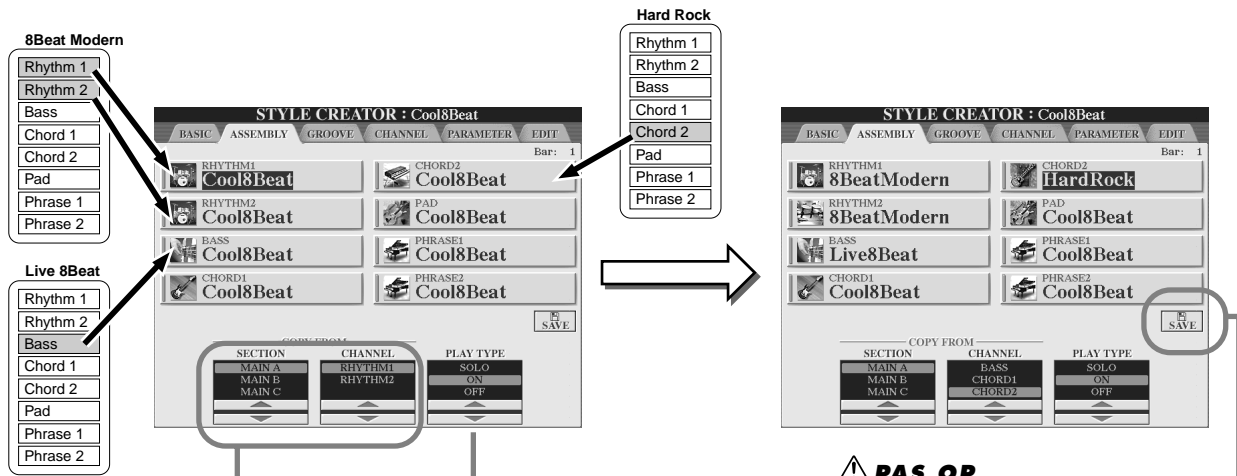 Hard Rock
Rhythm 1
Rhythm 2
Bass
Chord 1
Chord 2
Pad
Phrase 1
Phrase 2
8Beat Modern
Rhythm 1
Rhythm 2
Bass
Chord 1
Chord 2
Pad
Phrase 1
Phrase 2
Live 8Beat
Rhythm 1
Rhythm 2
Bass
Chord 1
Chord 2
Pad
Phrase 1
Phrase 2
STYLE CREATOR : Cool8Beat
BASIC ASSEMBLY GROOVE CHANNEL PARAMETER EDIT
Bar: 1
RHYTHM1
Cool8Beat
CHORD2
Cool8Beat
RHYTHM2
Cool8Beat
PAD
Cool8Beat
BASS
Cool8Beat
PHRASE1
Cool8Beat
CHORD1
Cool8Beat
PHRASE2
Cool8Beat
SAVE
COPY FROM
SECTION CHANNEL PLAY TYPE
MAIN A RHYTHM1 SOLO
MAIN B RHYTHM2 ON
MAIN C OFF
STYLE CREATOR : Cool8Beat
BASIC ASSEMBLY GROOVE CHANNEL PARAMETER EDIT
Bar: 1
RHYTHM1
8BeatModern
CHORD2
HardRock
RHYTHM2
8BeatModern
PAD
Cool8Beat
BASS
Live8Beat
PHRASE1
Cool8Beat
CHORD1
Cool8Beat
PHRASE2
Cool8Beat
SAVE
COPY FROM
SECTION CHANNEL PLAY TYPE
MAIN A BASS SOLO
MAIN B CHORD1 ON
MAIN C CHORD2 OFF
PAS OP